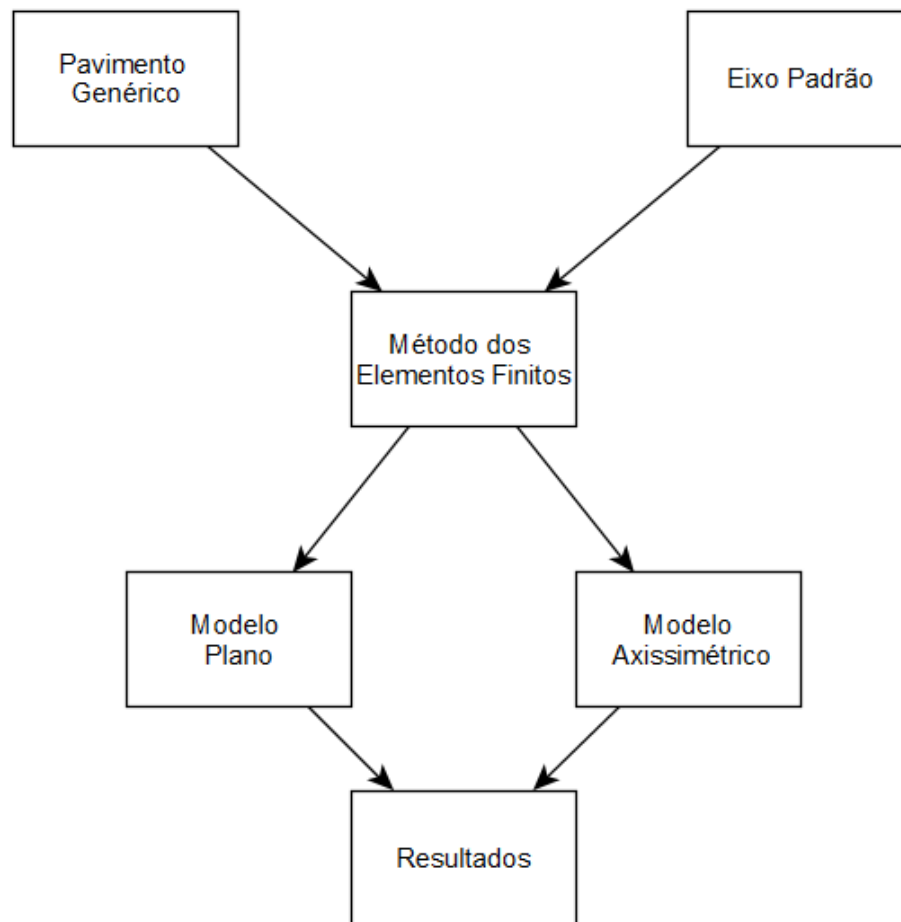 Pavimento
Genérico
Eixo Padrão
Método dos
Elementos Finitos
Modelo
Plano
Modelo
Axissimétrico
Resultados